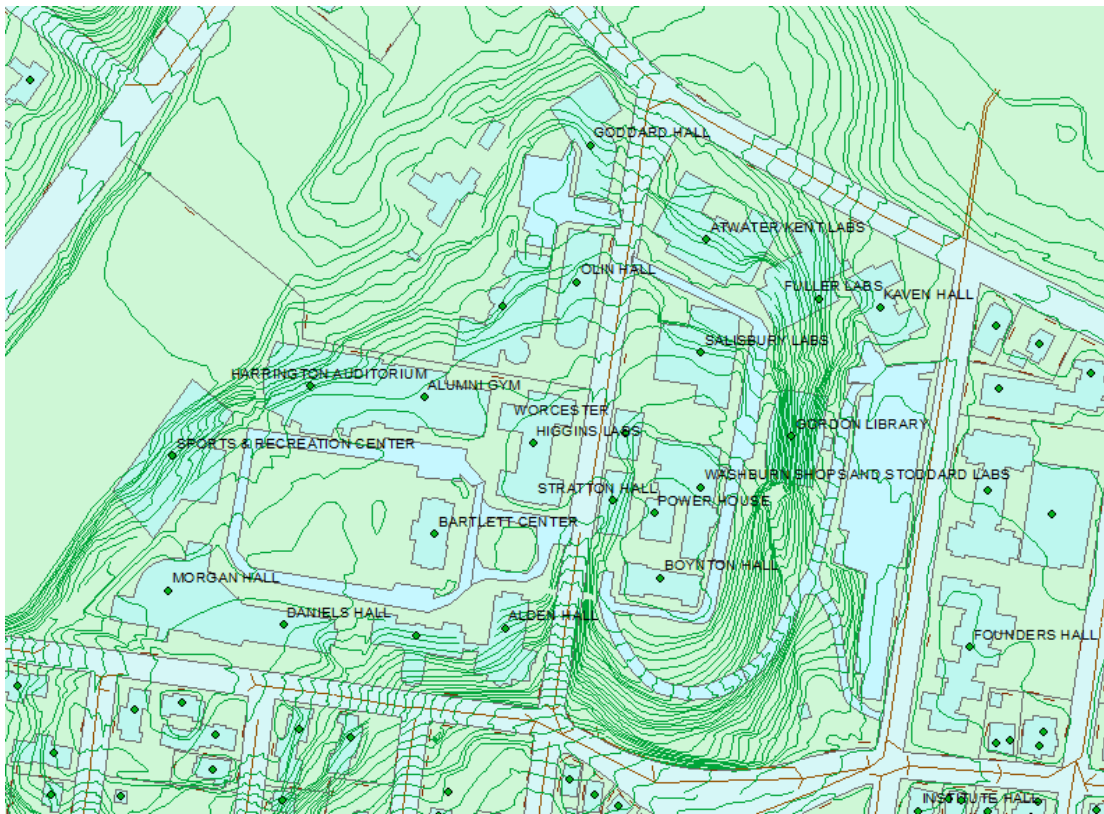 GODDARD HALL
ATWATER KENT LABS
OLIN HALL
FULLER LABS
KAVEN HALL
SALISBURY LABS
HARRINGTON AUDITORIUM
ALUMNI GYM
WORCESTER
HIGGINS LABS
GORDON LIBRARY
SPORTS & RECREATION CENTER
WASHBURN SHOPS AND STODDARD LABS
STRATTON HALL
POWER HOUSE
BARTLETT CENTER
BOYNTON HALL
MORGAN HALL
DANIELS HALL
ALDEN HALL
FOUNDERS HALL
INSTITUTE HALL